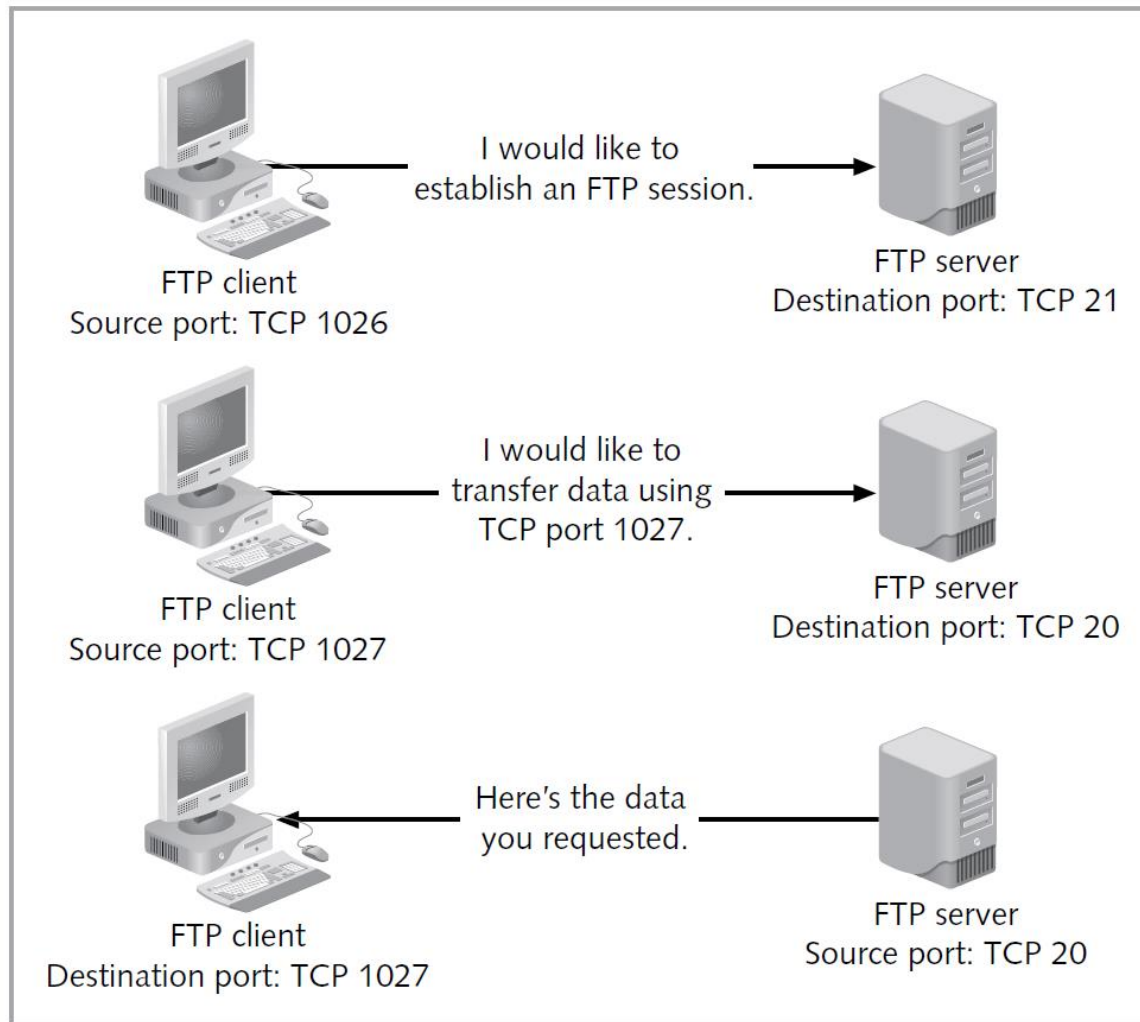 I would like to
establish an FTP session.
FTP client
Source port: TCP 1026
FTP server
Destination port: TCP 21
I would like to
transfer data using
TCP port 1027.
FTP client
Source port: TCP 1027
FTP server
Destination port: TCP 20
Here’s the data
you requested.
FTP client
Destination port: TCP 1027
FTP server
Source port: TCP 20